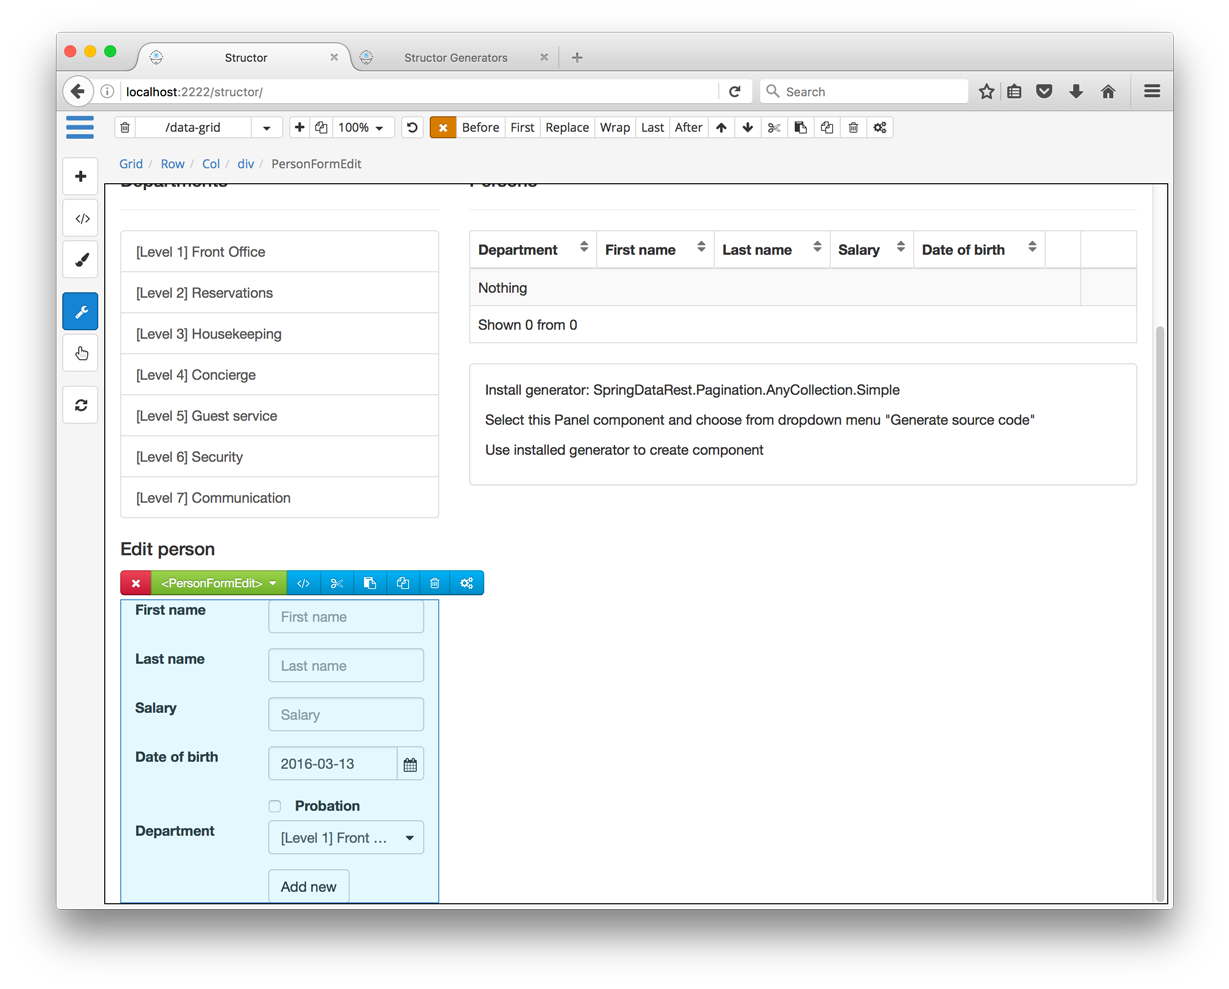 Structor
Structor Generators
localhost:2222/structor/
Search
/data-grid
100%
Before First Replace Wrap Last After
Grid / Row / Col / div / PersonFormEdit
Departments
Persons
[Level 1] Front Office
[Level 2] Reservations
[Level 3] Housekeeping
[Level 4] Concierge
[Level 5] Guest service
[Level 6] Security
[Level 7] Communication
Department First name Last name Salary Date of birth
Nothing
Shown 0 from 0
Install generator: SpringDataRest.Pagination.AnyCollection.Simple
Select this Panel component and choose from dropdown menu "Generate source code"
Use installed generator to create component
Edit person
<PersonFormEdit>
First name First name
Last name Last name
Salary Salary
Date of birth 2016-03-13
Probation
Department [Level 1] Front ...
Add new